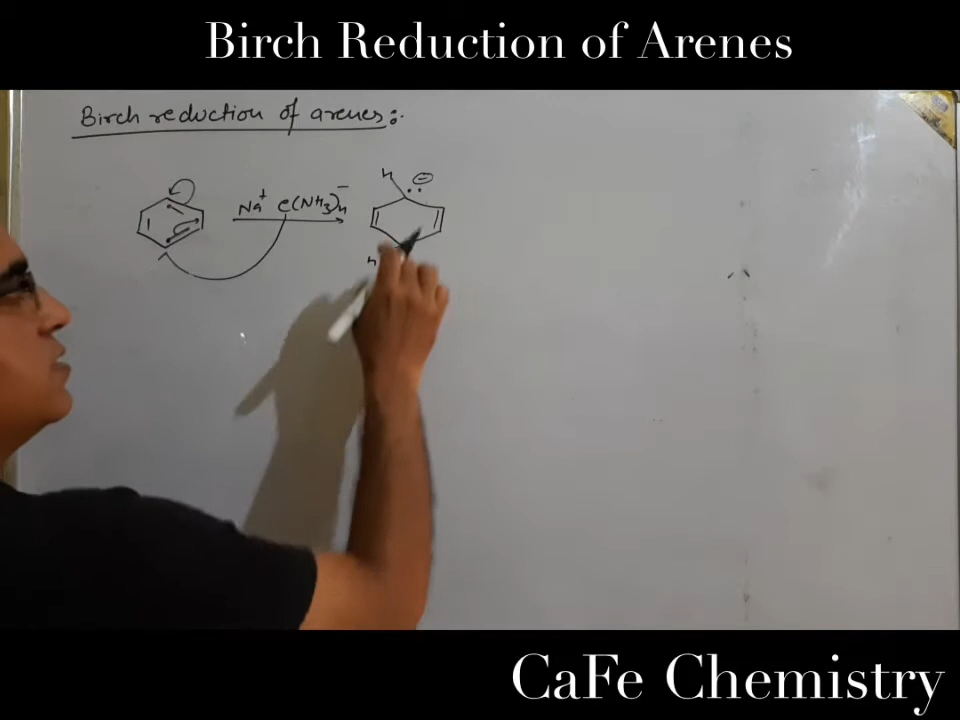 Birch Reduction of Arenes
Birch reduction of arenes:
Na+ e(NH3)n-
H
H
CaFe Chemistry